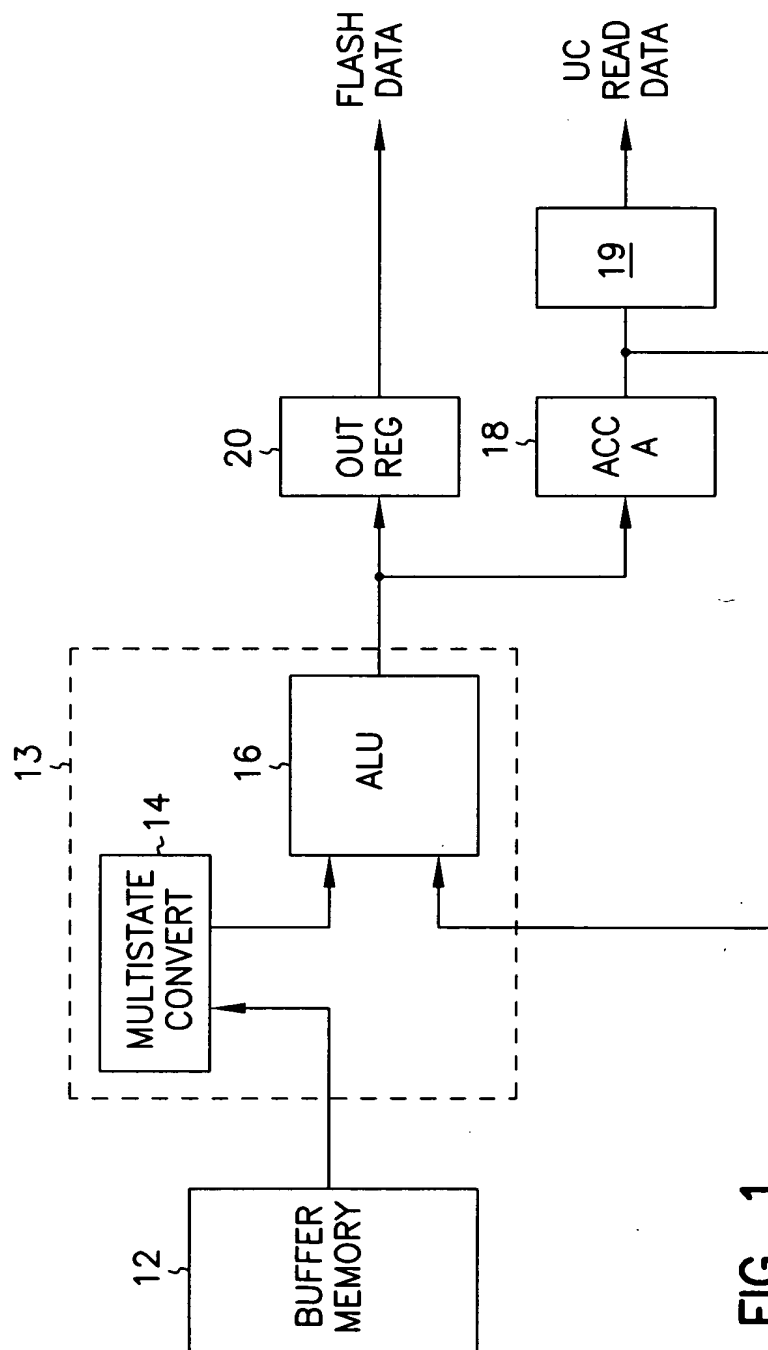 13
14
MULTISTATE
CONVERT
12
BUFFER
MEMORY
16
ALU
20
OUT
REG
FLASH
DATA
18
ACC
A
19
UC
READ
DATA
FIG. 1